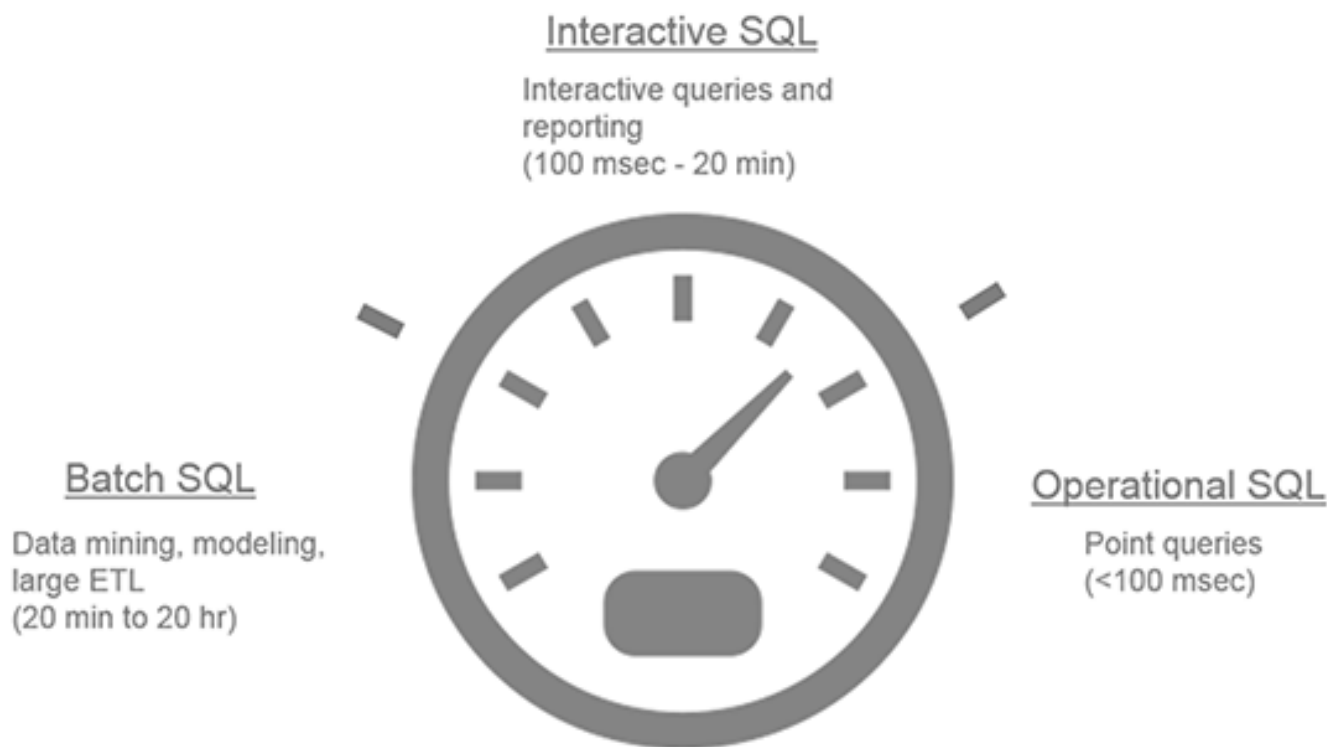 Interactive SQL
Interactive queries and
reporting
(100 msec - 20 min)
Batch SQL
Data mining, modeling,
large ETL
(20 min to 20 hr)
Operational SQL
Point queries
(<100 msec)